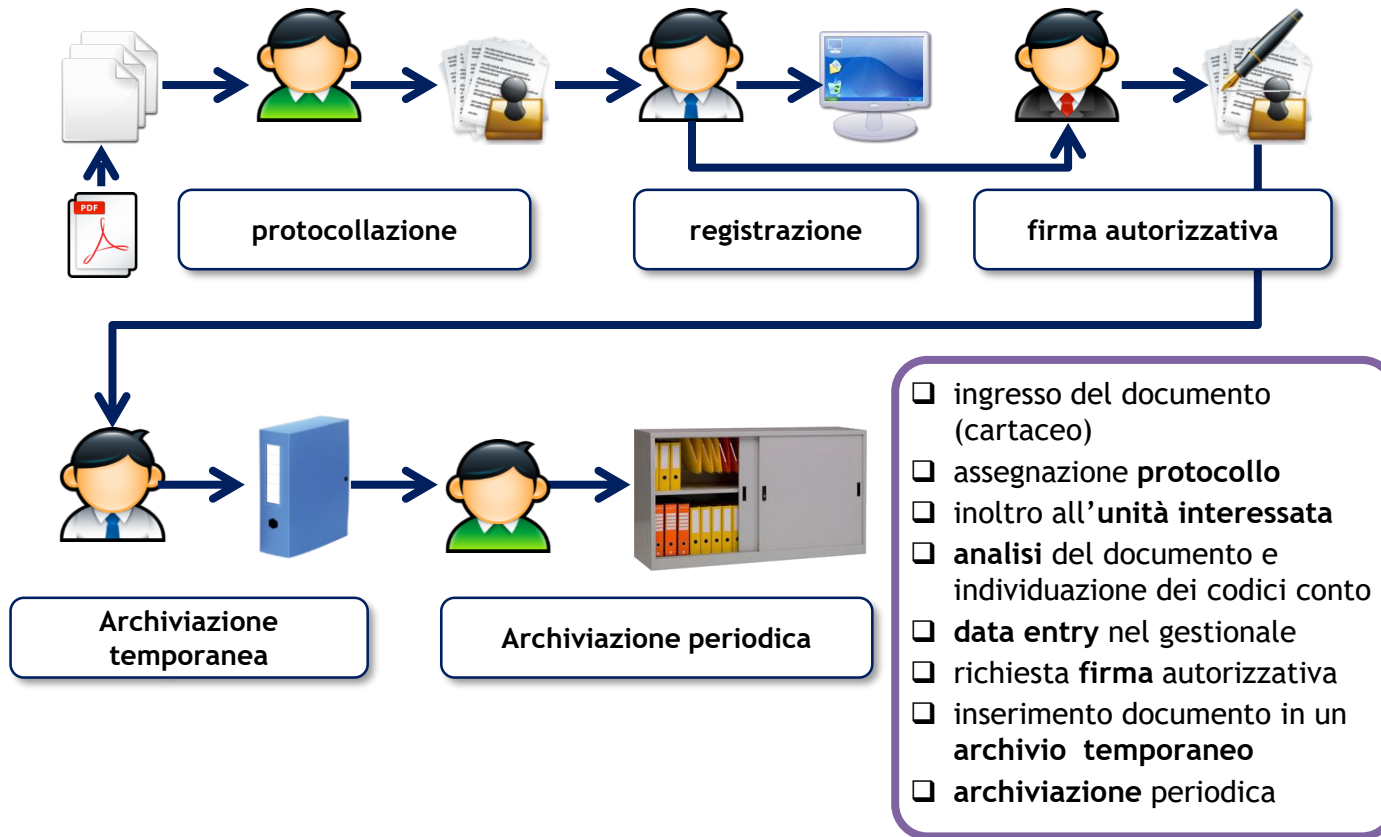 PDF
protocollazione
registrazione
firma autorizzativa
Archiviazione
temporanea
Archiviazione periodica
❑ ingresso del documento
(cartaceo)
❑ assegnazione protocollo
❑ inoltro all’unità interessata
❑ analisi del documento e
individuazione dei codici conto
❑ data entry nel gestionale
❑ richiesta firma autorizzativa
❑ inserimento documento in un
archivio temporaneo
❑ archiviazione periodica